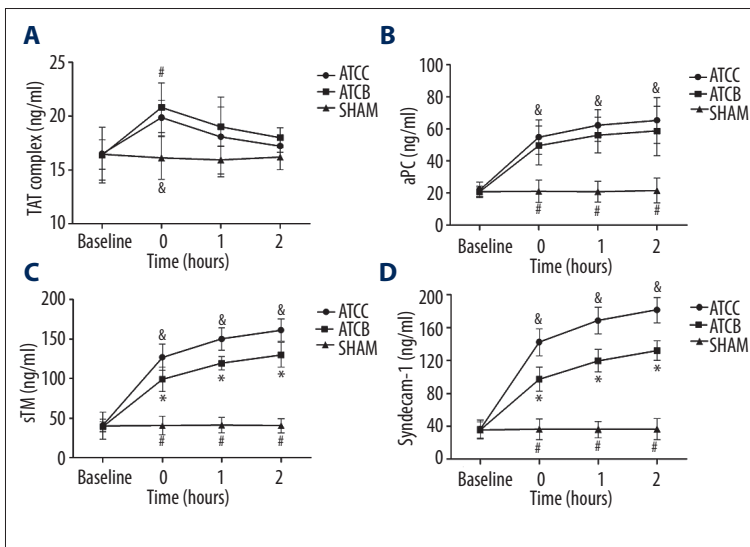 A
TAT complex (ng/ml)
25
20
15
10
#
&
Baseline 0 1 2
Time (hours)
ATCC
ATCB
SHAM
B
aPC (ng/ml)
100
80
60
40
20
0
& & &
# # #
Baseline 0 1 2
Time (hours)
ATCC
ATCB
SHAM
C
sTM (ng/ml)
200
150
100
50
0
& & &
* * *
# # #
Baseline 0 1 2
Time (hours)
ATCC
ATCB
SHAM
D
Syndecam-1 (ng/ml)
200
160
120
80
40
0
& & &
* * *
# # #
Baseline 0 1 2
Time (hours)
ATCC
ATCB
SHAM